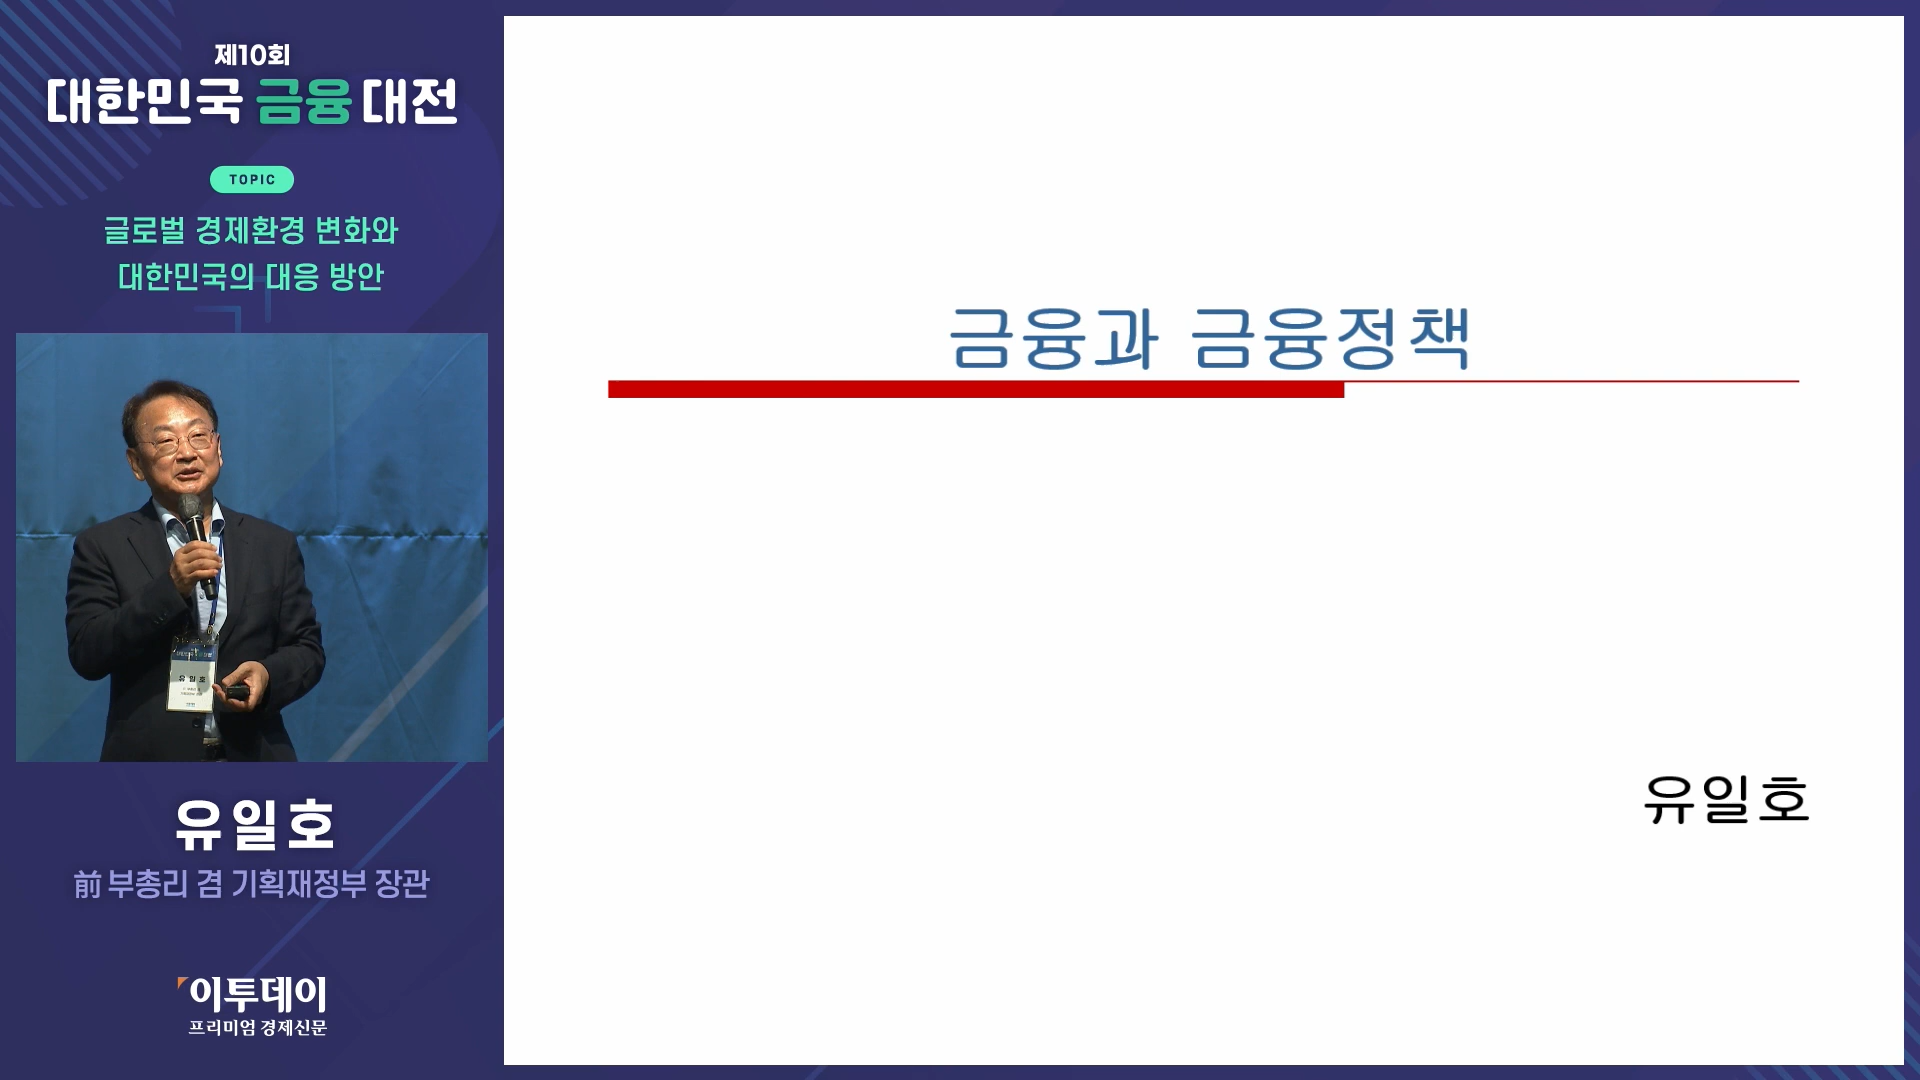 제10회
대한민국 금융 대전
TOPIC
글로벌 경제환경 변화와
대한민국의 대응 방안
유 일 호
유일호
前 부총리 겸 기획재정부 장관
이투데이
프리미엄 경제신문
금융과 금융정책
유일호